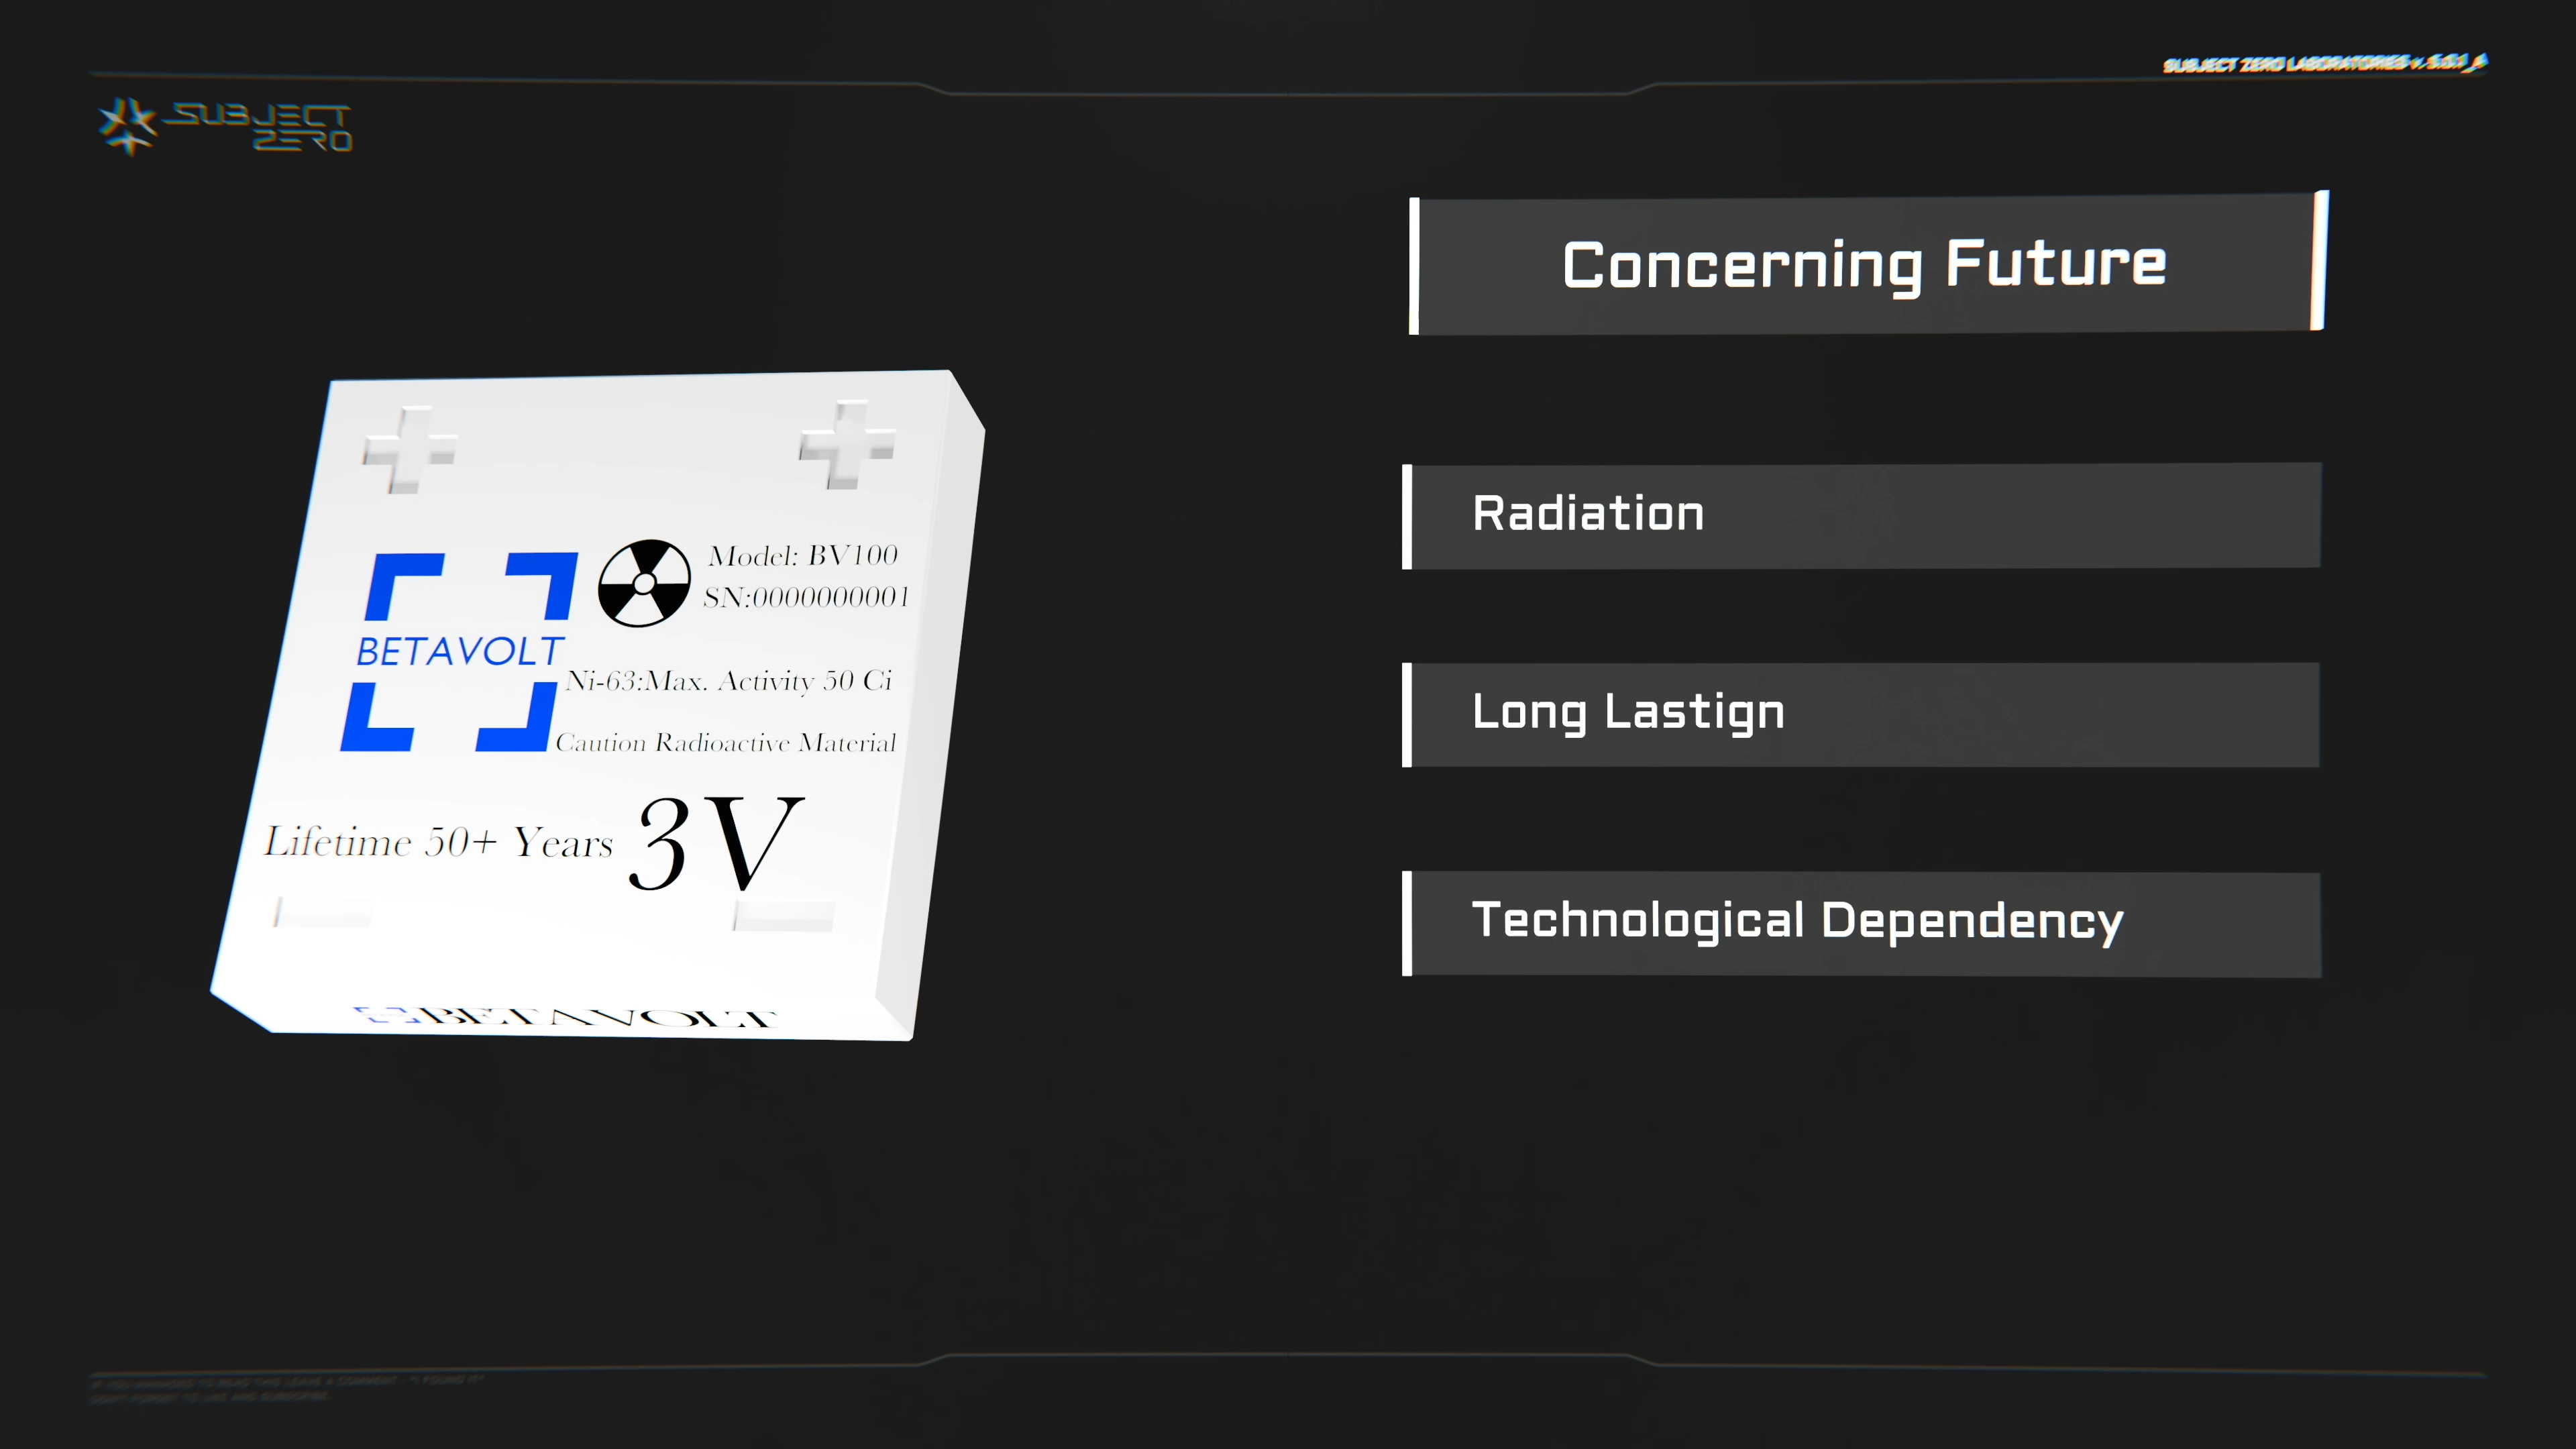 SUBJECT ZERO LABORATORIES
SUBJECT
ZERO
Concerning Future
Radiation
Long Lastign
Technological Dependency
Model: BV100
SN:0000000001
BETAVOLT
Ni-63:Max. Activity 50 Ci
Caution Radioactive Material
Lifetime 50+ Years
3V
BETAVOLT